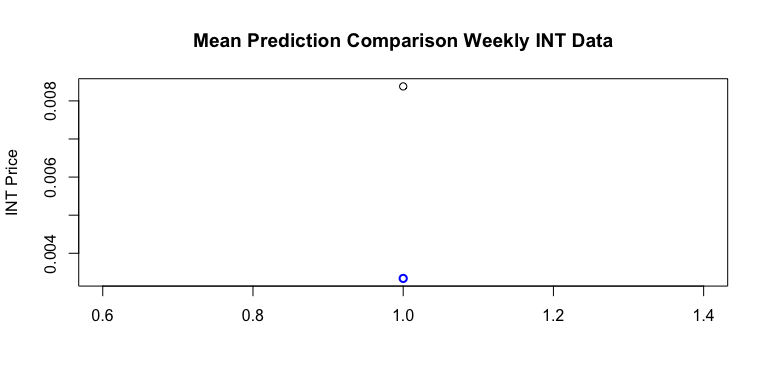 Mean Prediction Comparison Weekly INT Data
INT Price
0.008
0.006
0.004
0.6 0.8 1.0 1.2 1.4